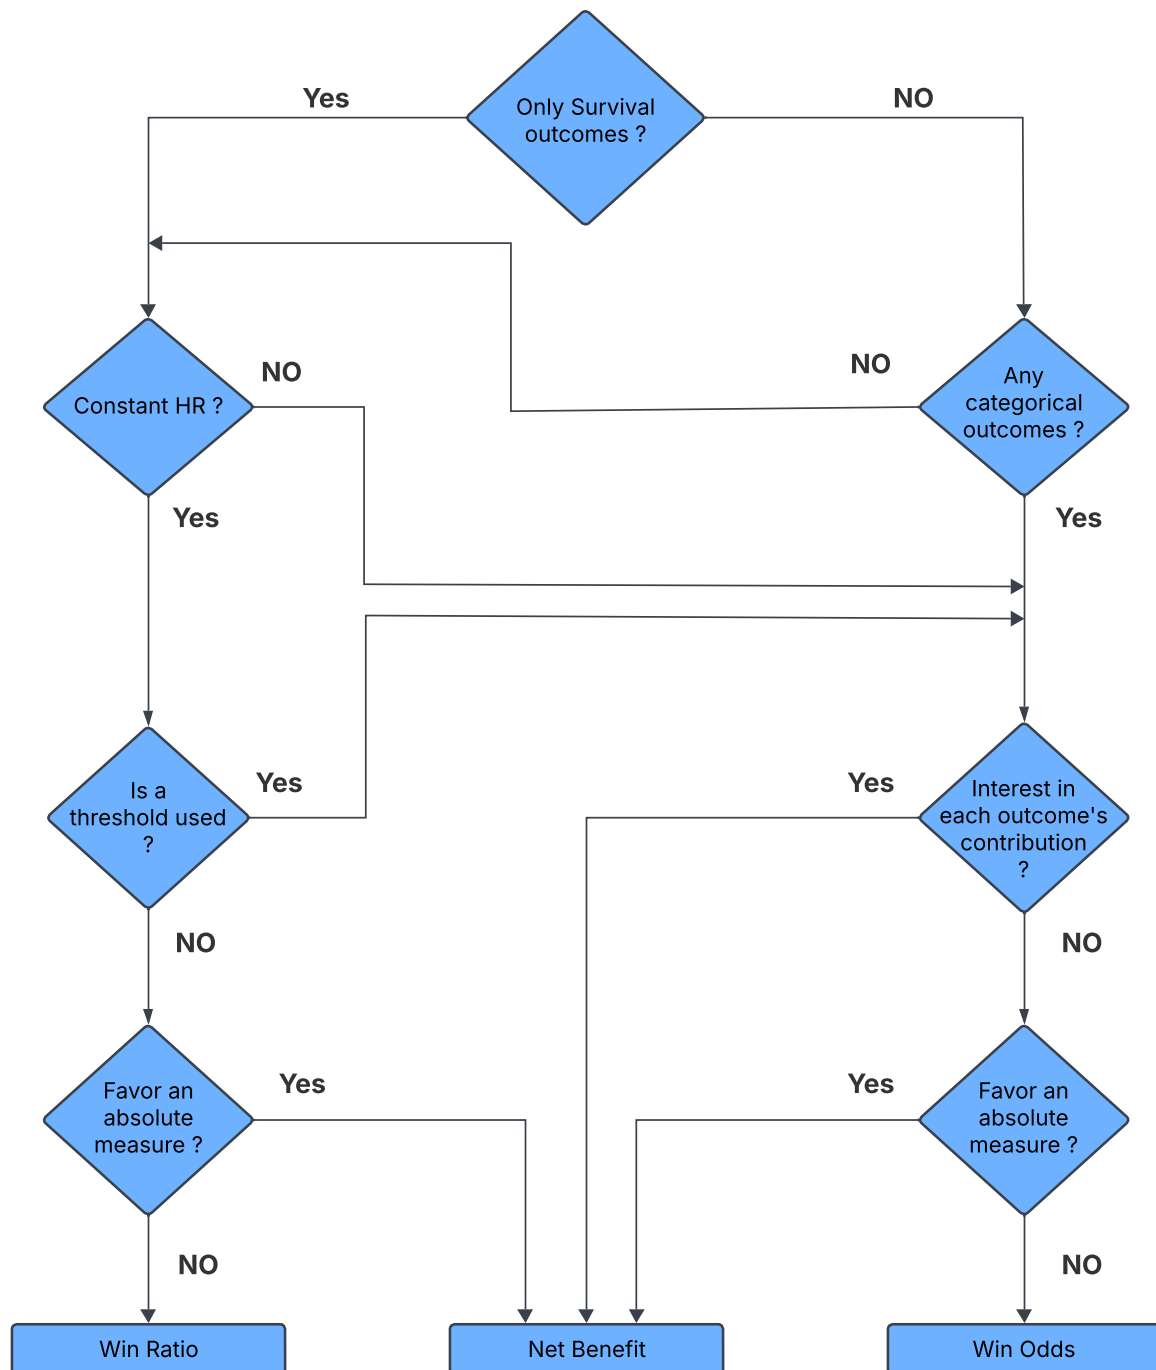 Yes
Only Survival
outcomes ?
NO
Constant HR ?
NO
NO
Any
categorical
outcomes ?
Yes
Yes
Is a
threshold used
?
Yes
Yes
Interest in
each outcome's
contribution
?
NO
NO
Favor an
absolute
measure ?
Yes
Yes
Favor an
absolute
measure ?
NO
NO
Win Ratio
Net Benefit
Win Odds